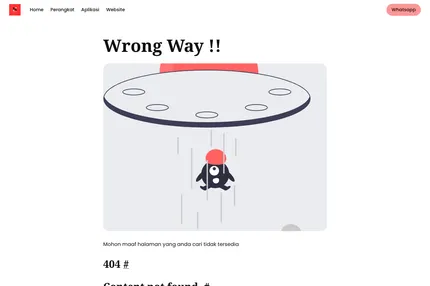 Home Perangkat Aplikasi Website Whatsapp
Wrong Way !!
Mohon maaf halaman yang anda cari tidak tersedia
404 #
Content not found. #